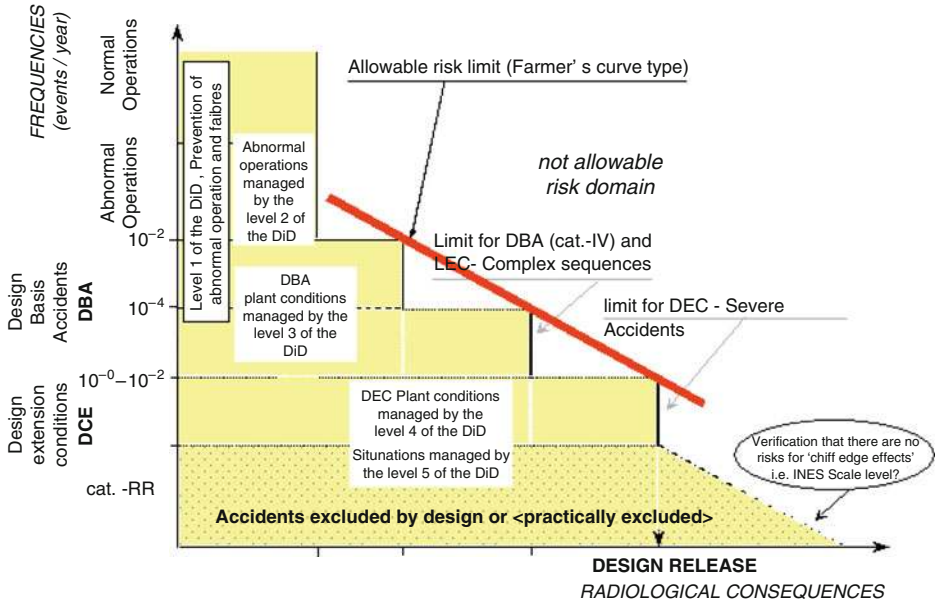 FREQUENCIES
(events / year)
Normal
Operations
Abnormal
Operations
Design
Basis
Accidents
DBA
Design
extension
conditions
DCE
cat. -RR
10⁻²
10⁻⁴
10⁻⁰–10⁻²
Level 1 of the DiD , Prevention of
abnormal operation and faibres
Abnormal
operations
managed
by the
level 2 of
the DiD
DBA
plant conditions
managed by the
level 3 of the
DiD
DEC Plant conditions
managed by the
level 4 of the DiD
Situnations managed by
the level 5 of the DiD
Allowable risk limit (Farmer' s curve type)
not allowable
risk domain
Limit for DBA (cat.-IV) and
LEC- Complex sequences
limit for DEC - Severe
Accidents
Verification that there are no
risks for 'chiff edge effects'
i.e. INES Scale level?
Accidents excluded by design or <practically excluded>
DESIGN RELEASE
RADIOLOGICAL CONSEQUENCES